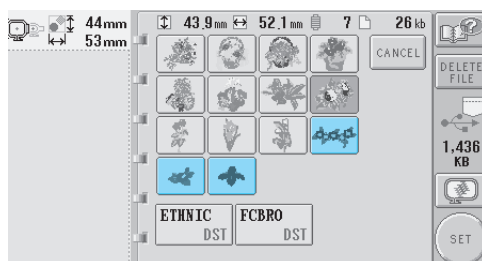 44mm
53mm
43.9mm 52.1mm 7 26kb
CANCEL
DELETE
FILE
1,436
KB
ETHNIC
DST
FCBRO
DST
SET